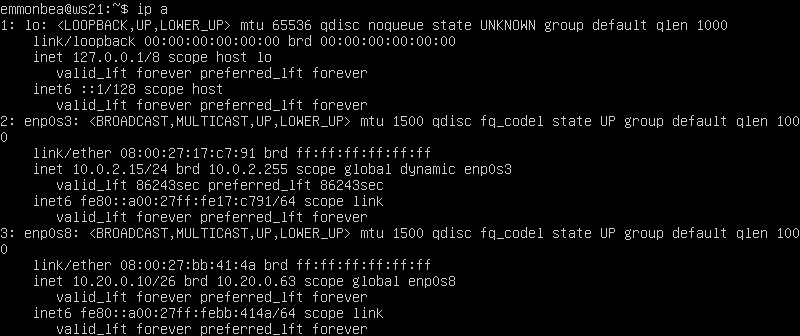 emmonbea@ws21:~$ ip a
1: lo: <LOOPBACK,UP,LOWER_UP> mtu 65536 qdisc noqueue state UNKNOWN group default qlen 1000
    link/loopback 00:00:00:00:00:00 brd 00:00:00:00:00:00
    inet 127.0.0.1/8 scope host lo
       valid_lft forever preferred_lft forever
    inet6 ::1/128 scope host
       valid_lft forever preferred_lft forever
2: enp0s3: <BROADCAST,MULTICAST,UP,LOWER_UP> mtu 1500 qdisc fq_codel state UP group default qlen 100
0
    link/ether 08:00:27:17:c7:91 brd ff:ff:ff:ff:ff:ff
    inet 10.0.2.15/24 brd 10.0.2.255 scope global dynamic enp0s3
       valid_lft 86243sec preferred_lft 86243sec
    inet6 fe80::a00:27ff:fe17:c791/64 scope link
       valid_lft forever preferred_lft forever
3: enp0s8: <BROADCAST,MULTICAST,UP,LOWER_UP> mtu 1500 qdisc fq_codel state UP group default qlen 100
0
    link/ether 08:00:27:bb:41:4a brd ff:ff:ff:ff:ff:ff
    inet 10.20.0.10/26 brd 10.20.0.63 scope global enp0s8
       valid_lft forever preferred_lft forever
    inet6 fe80::a00:27ff:febb:414a/64 scope link
       valid_lft forever preferred_lft forever